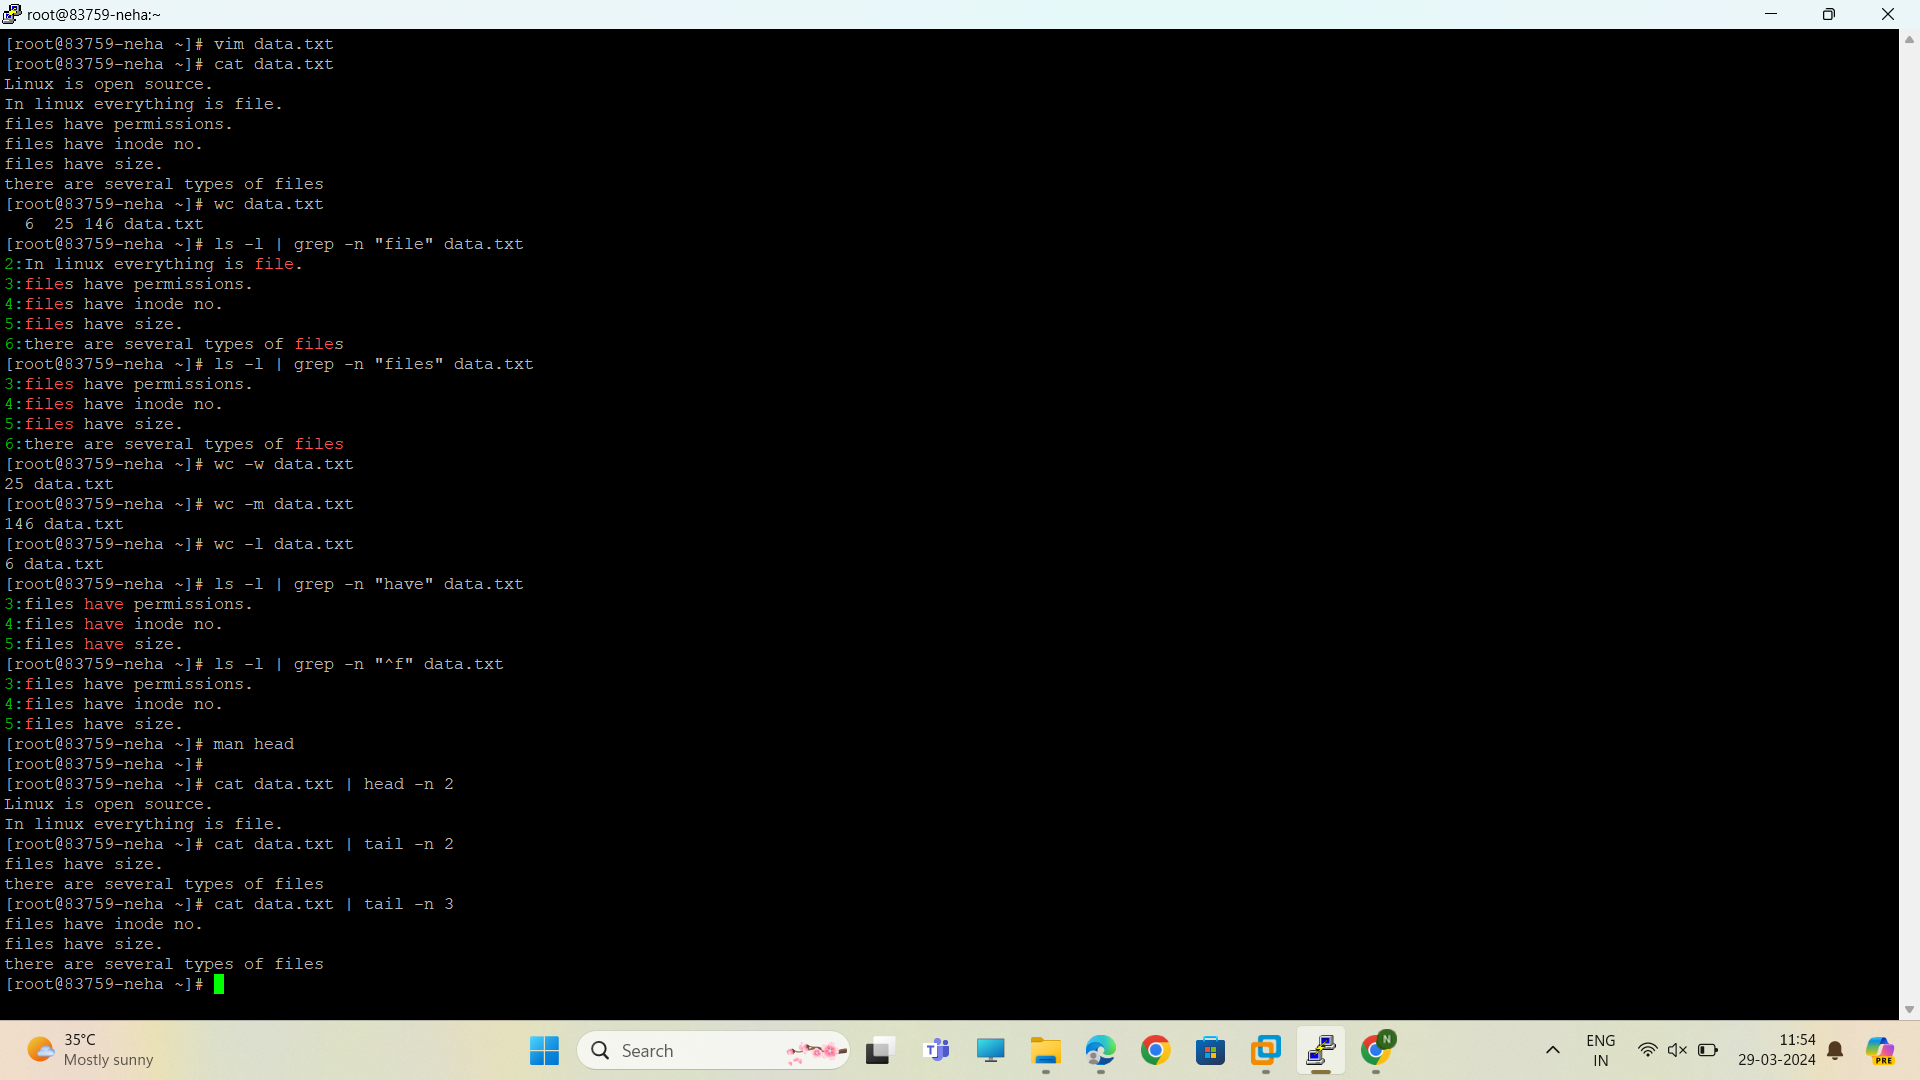 root@83759-neha:~
[root@83759-neha ~]# vim data.txt
[root@83759-neha ~]# cat data.txt
Linux is open source.
In linux everything is file.
files have permissions.
files have inode no.
files have size.
there are several types of files
[root@83759-neha ~]# wc data.txt
  6  25 146 data.txt
[root@83759-neha ~]# ls -l | grep -n "file" data.txt
2:In linux everything is file.
3:files have permissions.
4:files have inode no.
5:files have size.
6:there are several types of files
[root@83759-neha ~]# ls -l | grep -n "files" data.txt
3:files have permissions.
4:files have inode no.
5:files have size.
6:there are several types of files
[root@83759-neha ~]# wc -w data.txt
25 data.txt
[root@83759-neha ~]# wc -m data.txt
146 data.txt
[root@83759-neha ~]# wc -l data.txt
6 data.txt
[root@83759-neha ~]# ls -l | grep -n "have" data.txt
3:files have permissions.
4:files have inode no.
5:files have size.
[root@83759-neha ~]# ls -l | grep -n "^f" data.txt
3:files have permissions.
4:files have inode no.
5:files have size.
[root@83759-neha ~]# man head
[root@83759-neha ~]#
[root@83759-neha ~]# cat data.txt | head -n 2
Linux is open source.
In linux everything is file.
[root@83759-neha ~]# cat data.txt | tail -n 2
files have size.
there are several types of files
[root@83759-neha ~]# cat data.txt | tail -n 3
files have inode no.
files have size.
there are several types of files
[root@83759-neha ~]#
35°C
Mostly sunny
Search
T
N
ENG
IN
11:54
29-03-2024
PRE